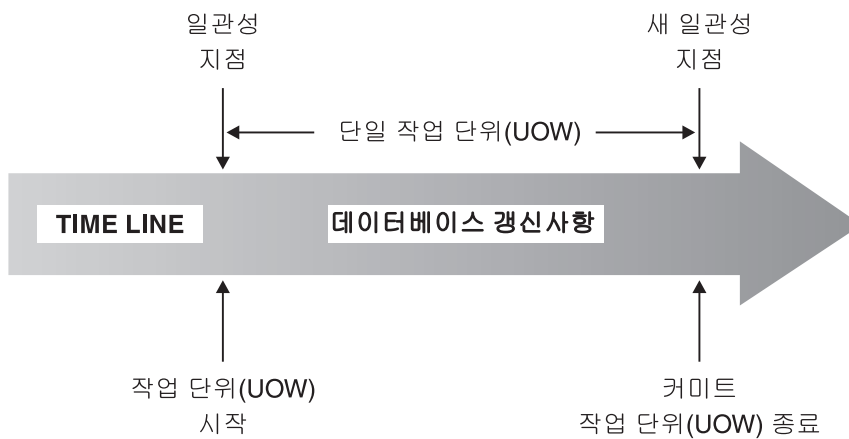 일관성
지점
새 일관성
지점
단일 작업 단위(UOW)
TIME LINE
데이터베이스 갱신사항
작업 단위(UOW)
시작
커미트
작업 단위(UOW) 종료